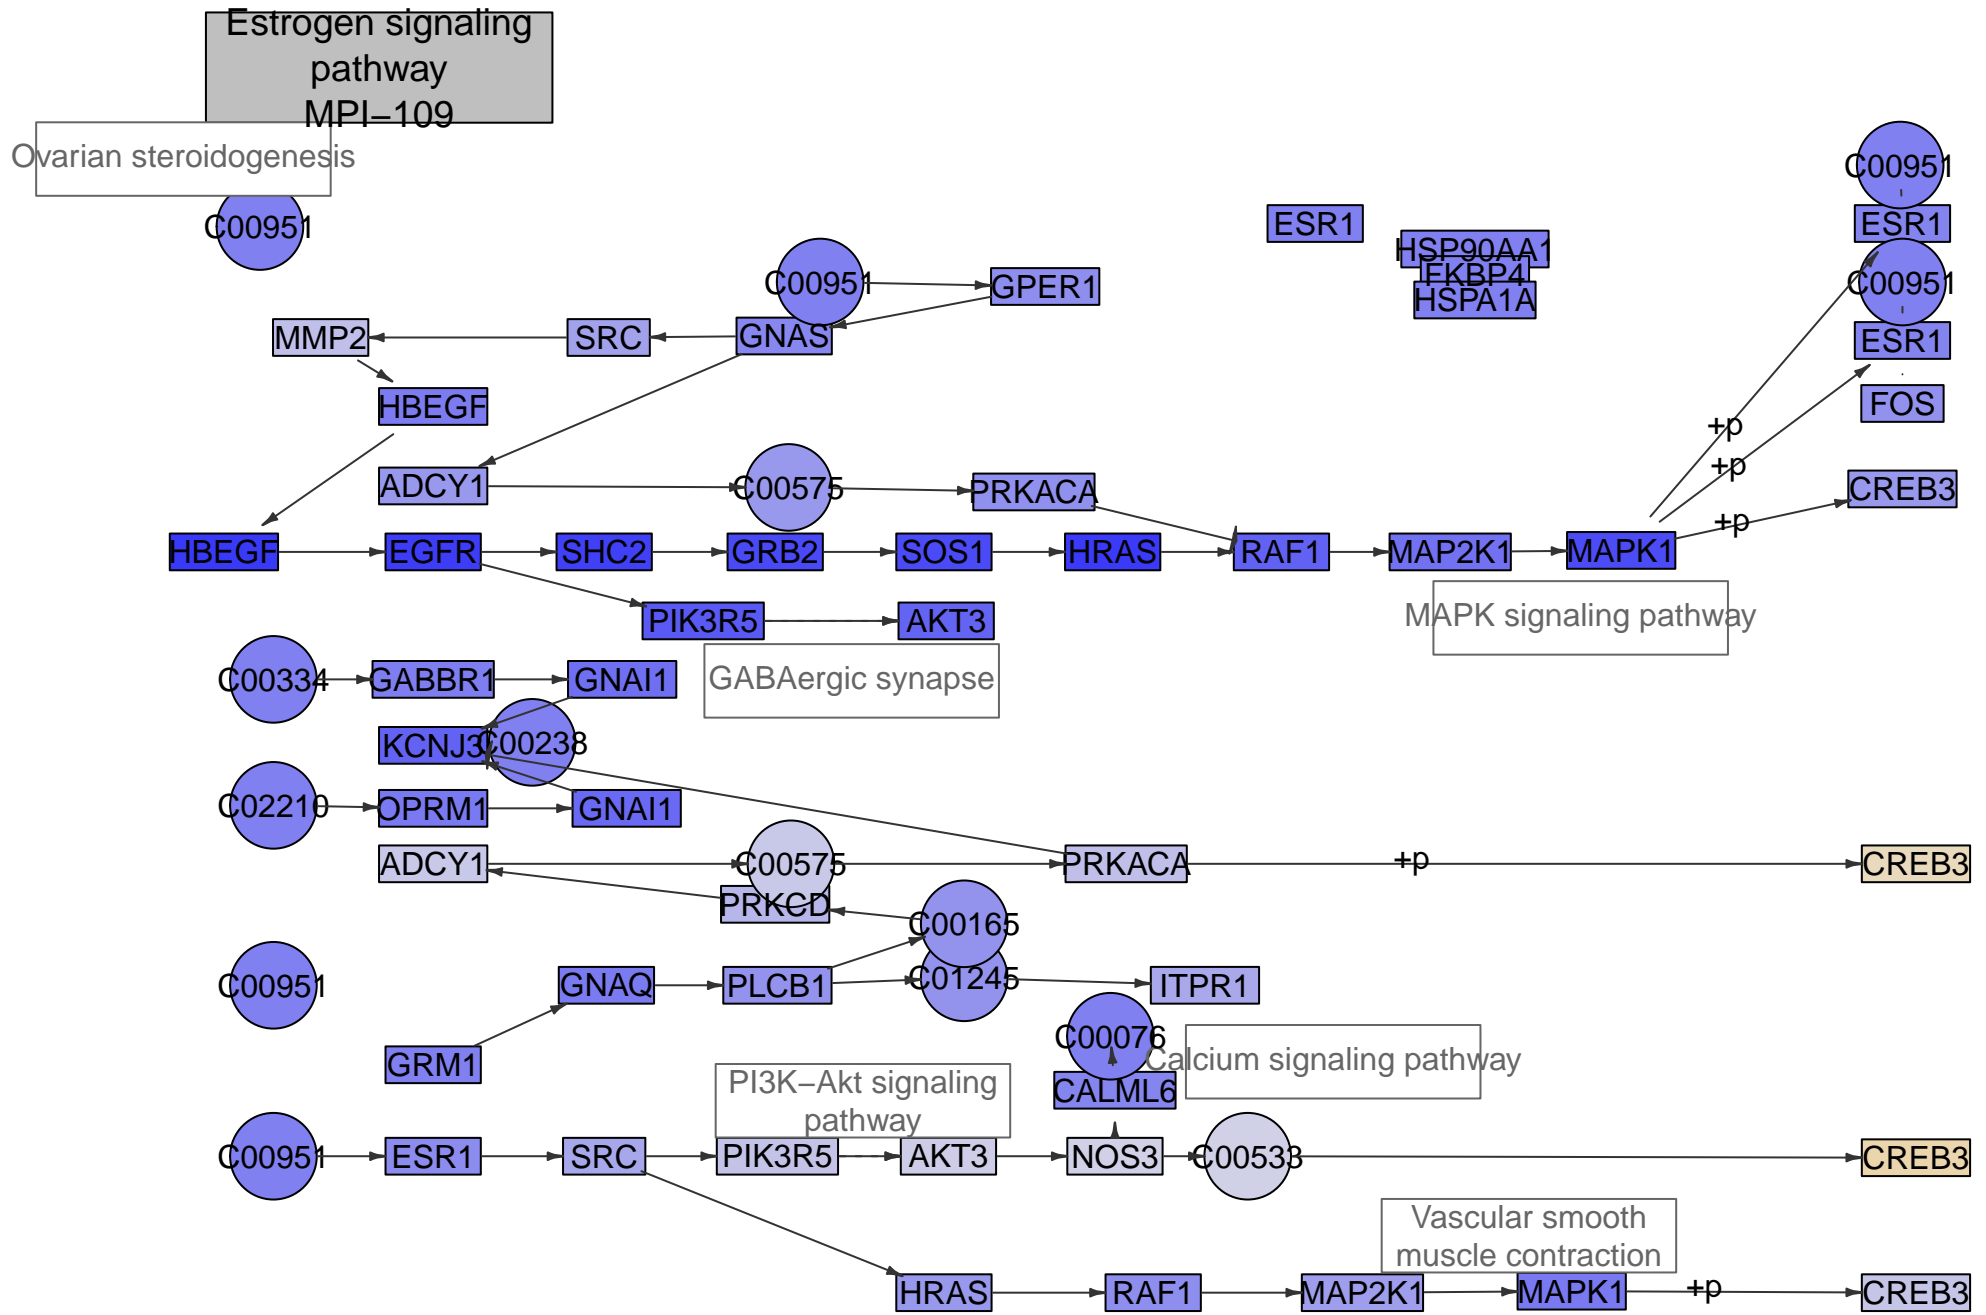 Estrogen signaling
pathway
MPI−109
Ovarian steroidogenesis
C00951
C00951
ESR1
ESR1
C00951
HSP90AA1
FKBP4
HSPA1A
C00951
GPER1
C00951
MMP2
SRC
GNAS
ESR1
HBEGF
FOS
+p
+p
ADCY1
C00575
PRKACA
CREB3
+p
HBEGF
EGFR
SHC2
GRB2
SOS1
HRAS
RAF1
MAP2K1
MAPK1
PIK3R5
AKT3
MAPK signaling pathway
C00334
GABBR1
GNAI1
GABAergic synapse
KCNJ3
C00238
C02210
OPRM1
GNAI1
ADCY1
C00575
PRKACA
+p
CREB3
PRKCD
C00165
C00951
GNAQ
PLCB1
C01245
ITPR1
C00076
Calcium signaling pathway
GRM1
CALML6
PI3K−Akt signaling
pathway
C00951
ESR1
SRC
PIK3R5
AKT3
NOS3
C00533
CREB3
Vascular smooth
muscle contraction
HRAS
RAF1
MAP2K1
MAPK1
+p
CREB3